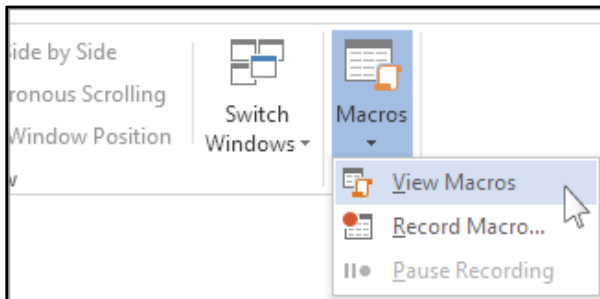 ide by Side
ronous Scrolling
Window Position
w
Switch
Windows
Macros
View Macros
Record Macro...
Pause Recording